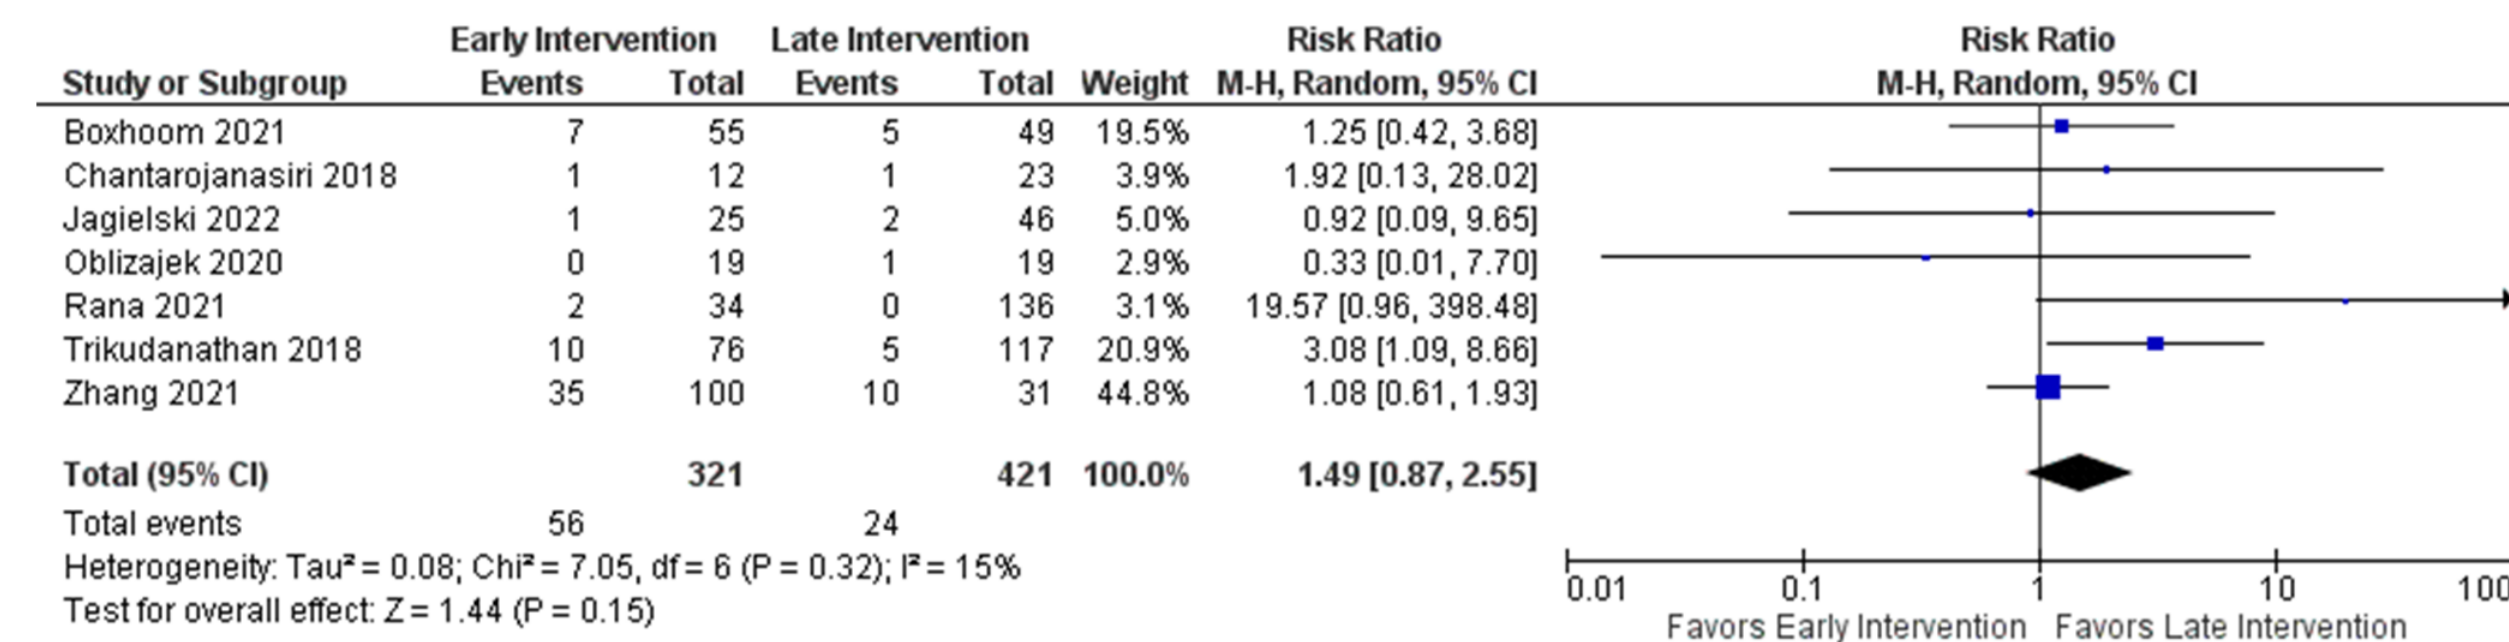 Early Intervention Late Intervention Risk Ratio Risk Ratio
Study or Subgroup Events Total Events Total Weight M-H, Random, 95% CI M-H, Random, 95% CI
Boxhoom 2021 7 55 5 49 19.5% 1.25 [0.42, 3.68]
Chantarojanasiri 2018 1 12 1 23 3.9% 1.92 [0.13, 28.02]
Jagielski 2022 1 25 2 46 5.0% 0.92 [0.09, 9.65]
Oblizajek 2020 0 19 1 19 2.9% 0.33 [0.01, 7.70]
Rana 2021 2 34 0 136 3.1% 19.57 [0.96, 398.48]
Trikudanathan 2018 10 76 5 117 20.9% 3.08 [1.09, 8.66]
Zhang 2021 35 100 10 31 44.8% 1.08 [0.61, 1.93]
Total (95% CI) 321 421 100.0% 1.49 [0.87, 2.55]
Total events 56 24
Heterogeneity: Tau² = 0.08; Chi² = 7.05, df = 6 (P = 0.32); I² = 15%
Test for overall effect: Z = 1.44 (P = 0.15)
0.01 0.1 1 10 100
Favors Early Intervention Favors Late Intervention